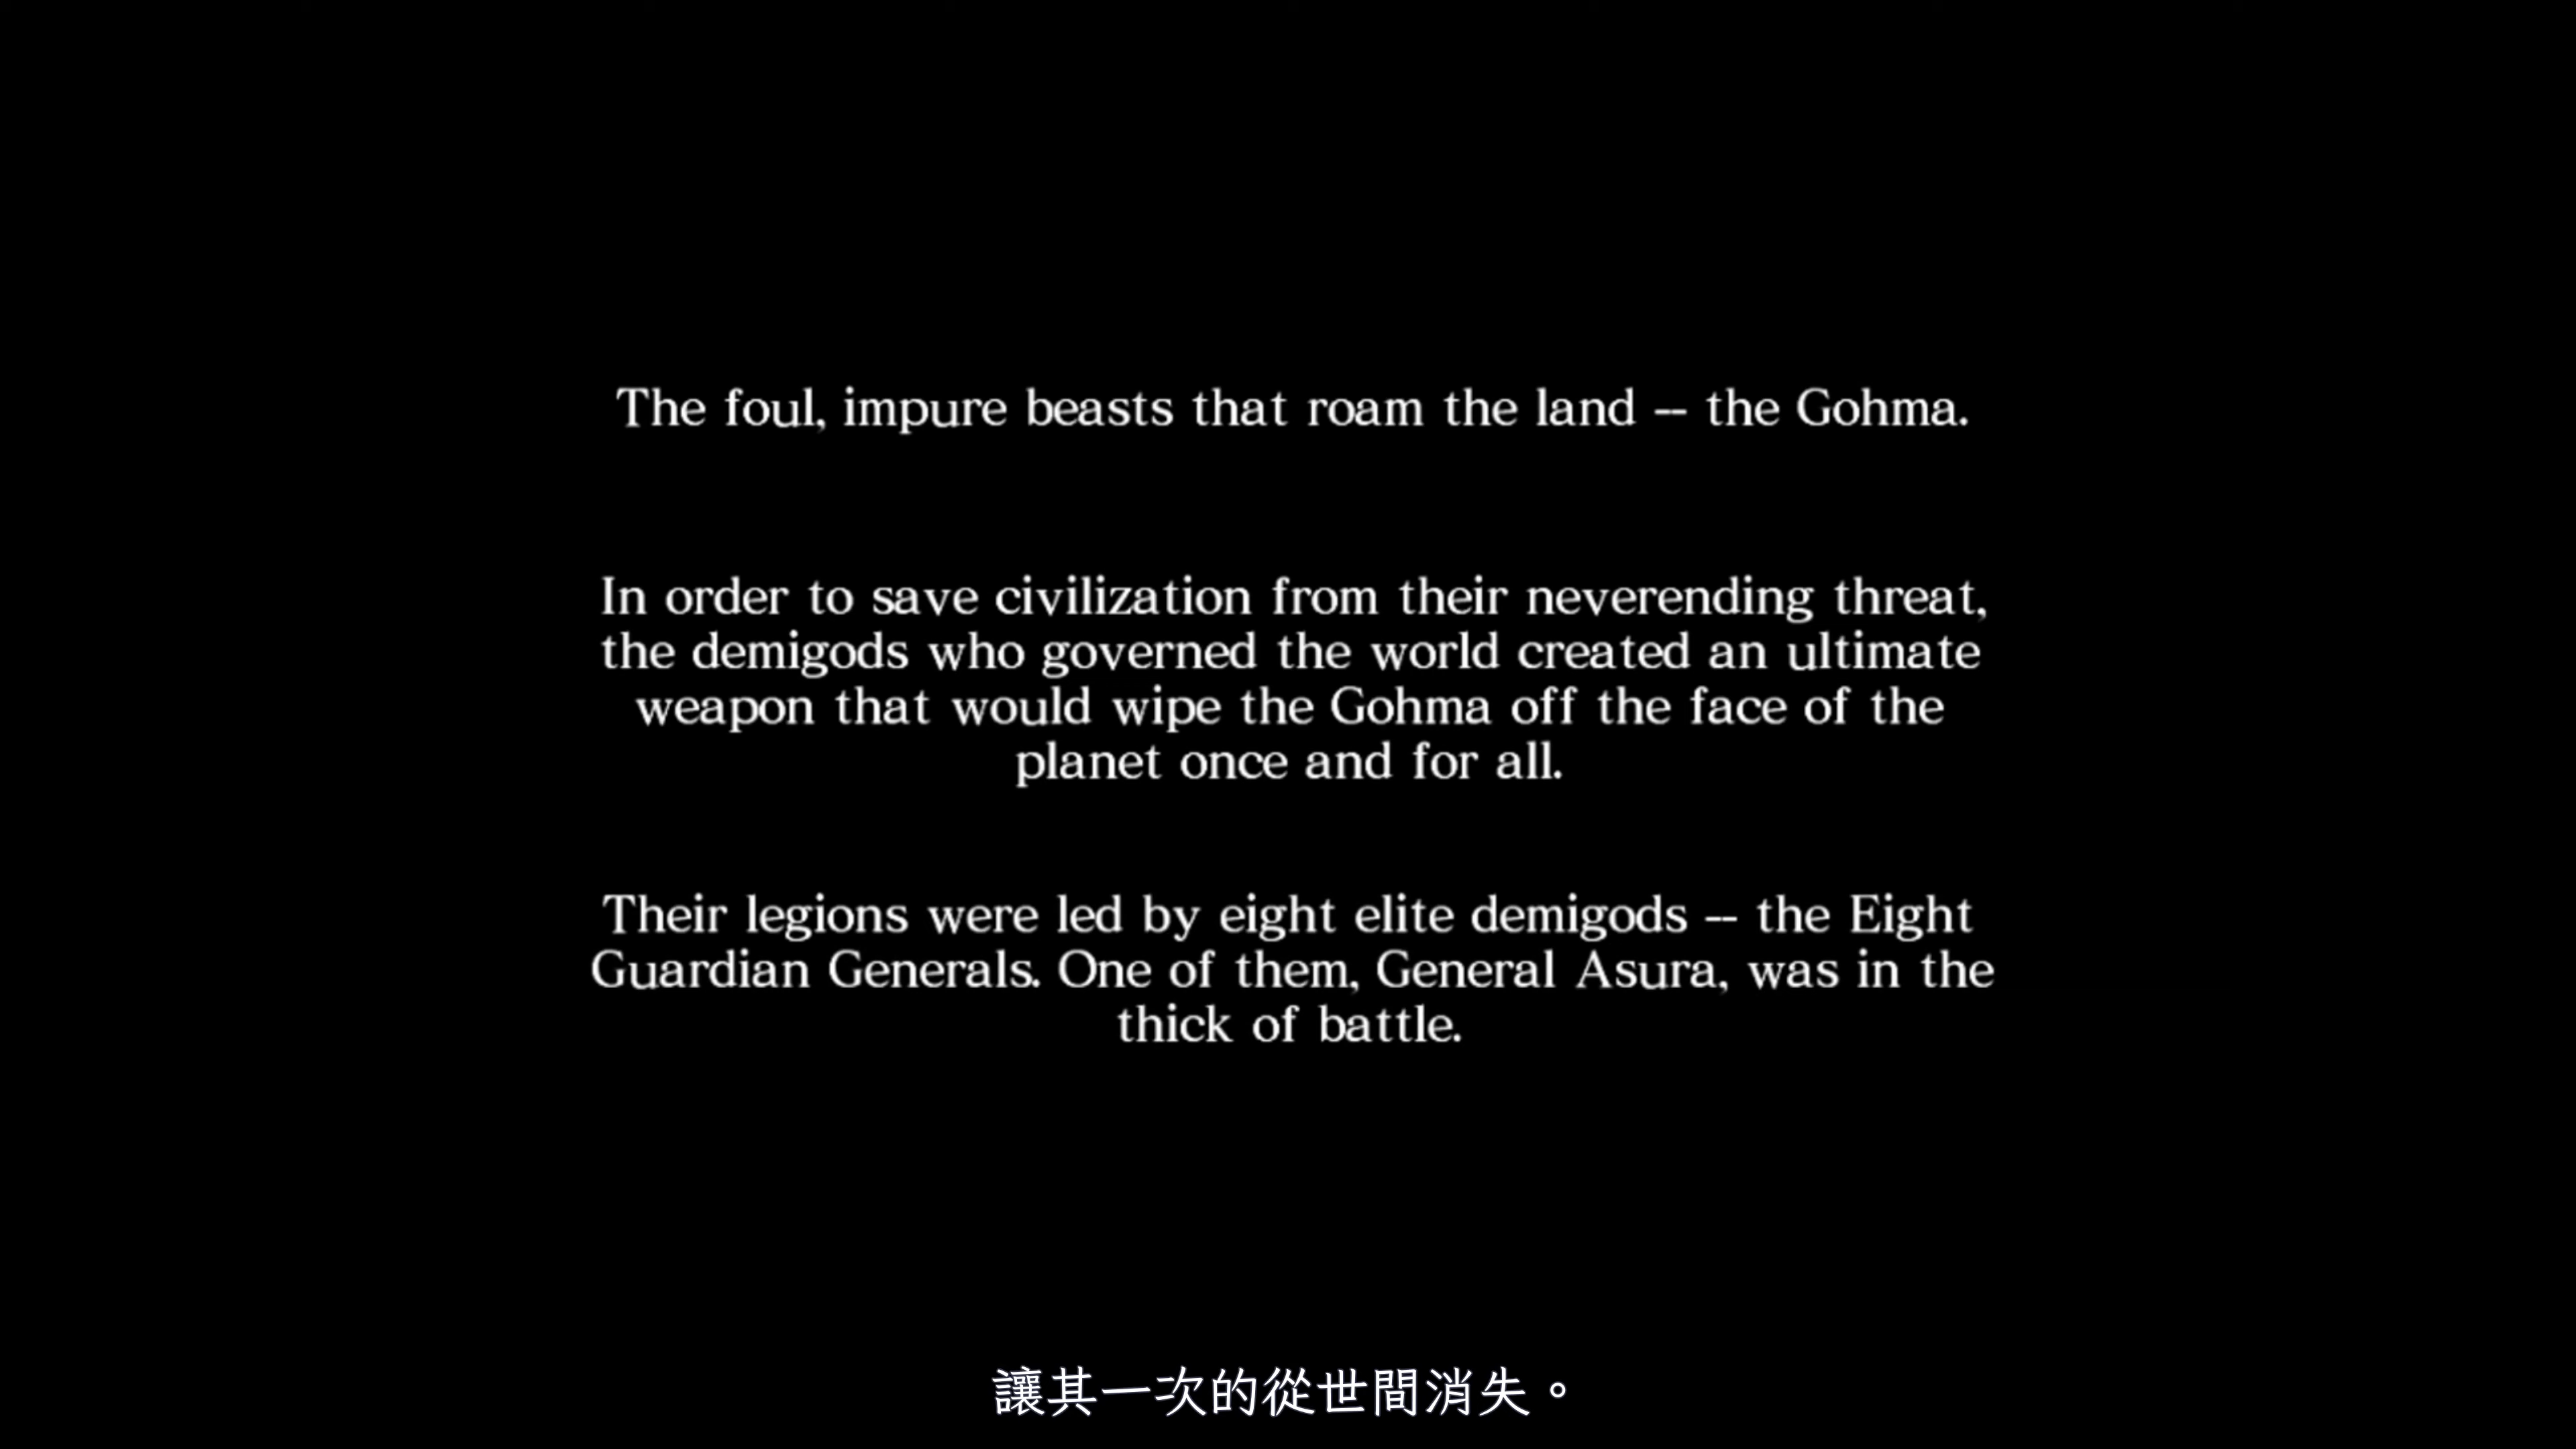 The foul, impure beasts that roam the land -- the Gohma.
In order to save civilization from their neverending threat,
the demigods who governed the world created an ultimate
weapon that would wipe the Gohma off the face of the
planet once and for all.
Their legions were led by eight elite demigods -- the Eight
Guardian Generals. One of them, General Asura, was in the
thick of battle.
讓其一次的從世間消失。